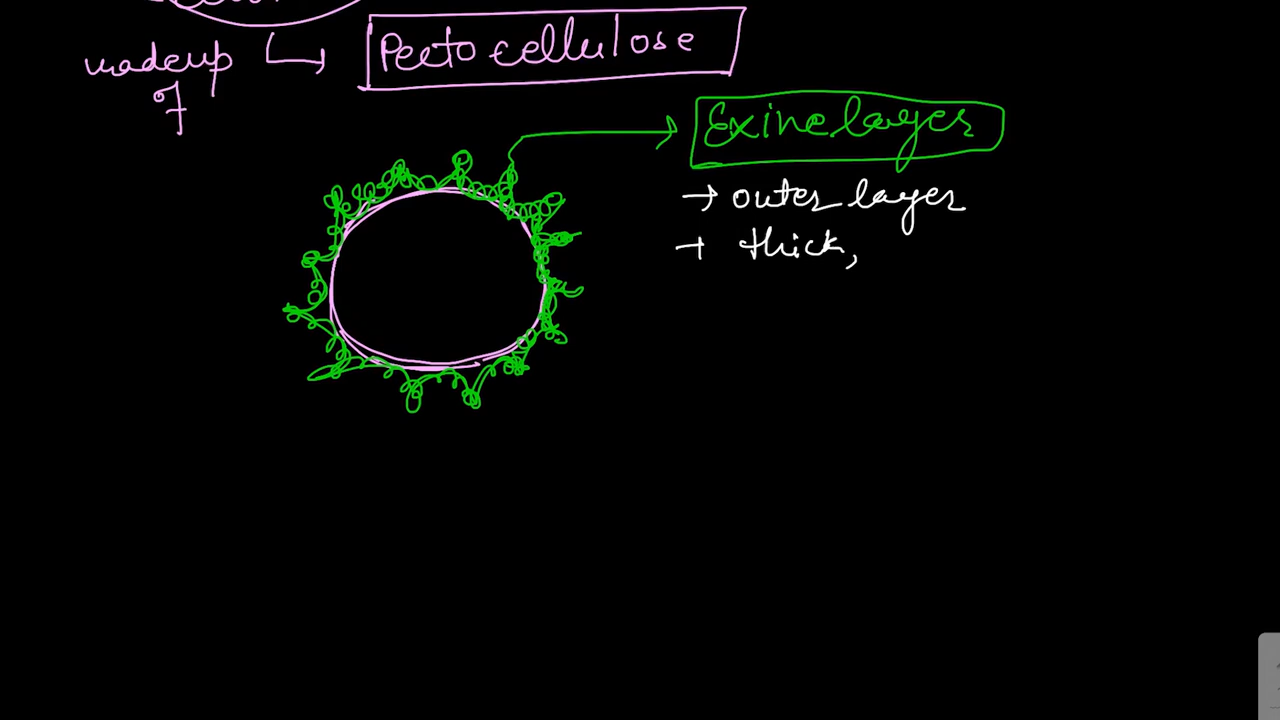 madeup ↳ Pectocellulose
of
Exine layer
→ outer layer
→ thick,